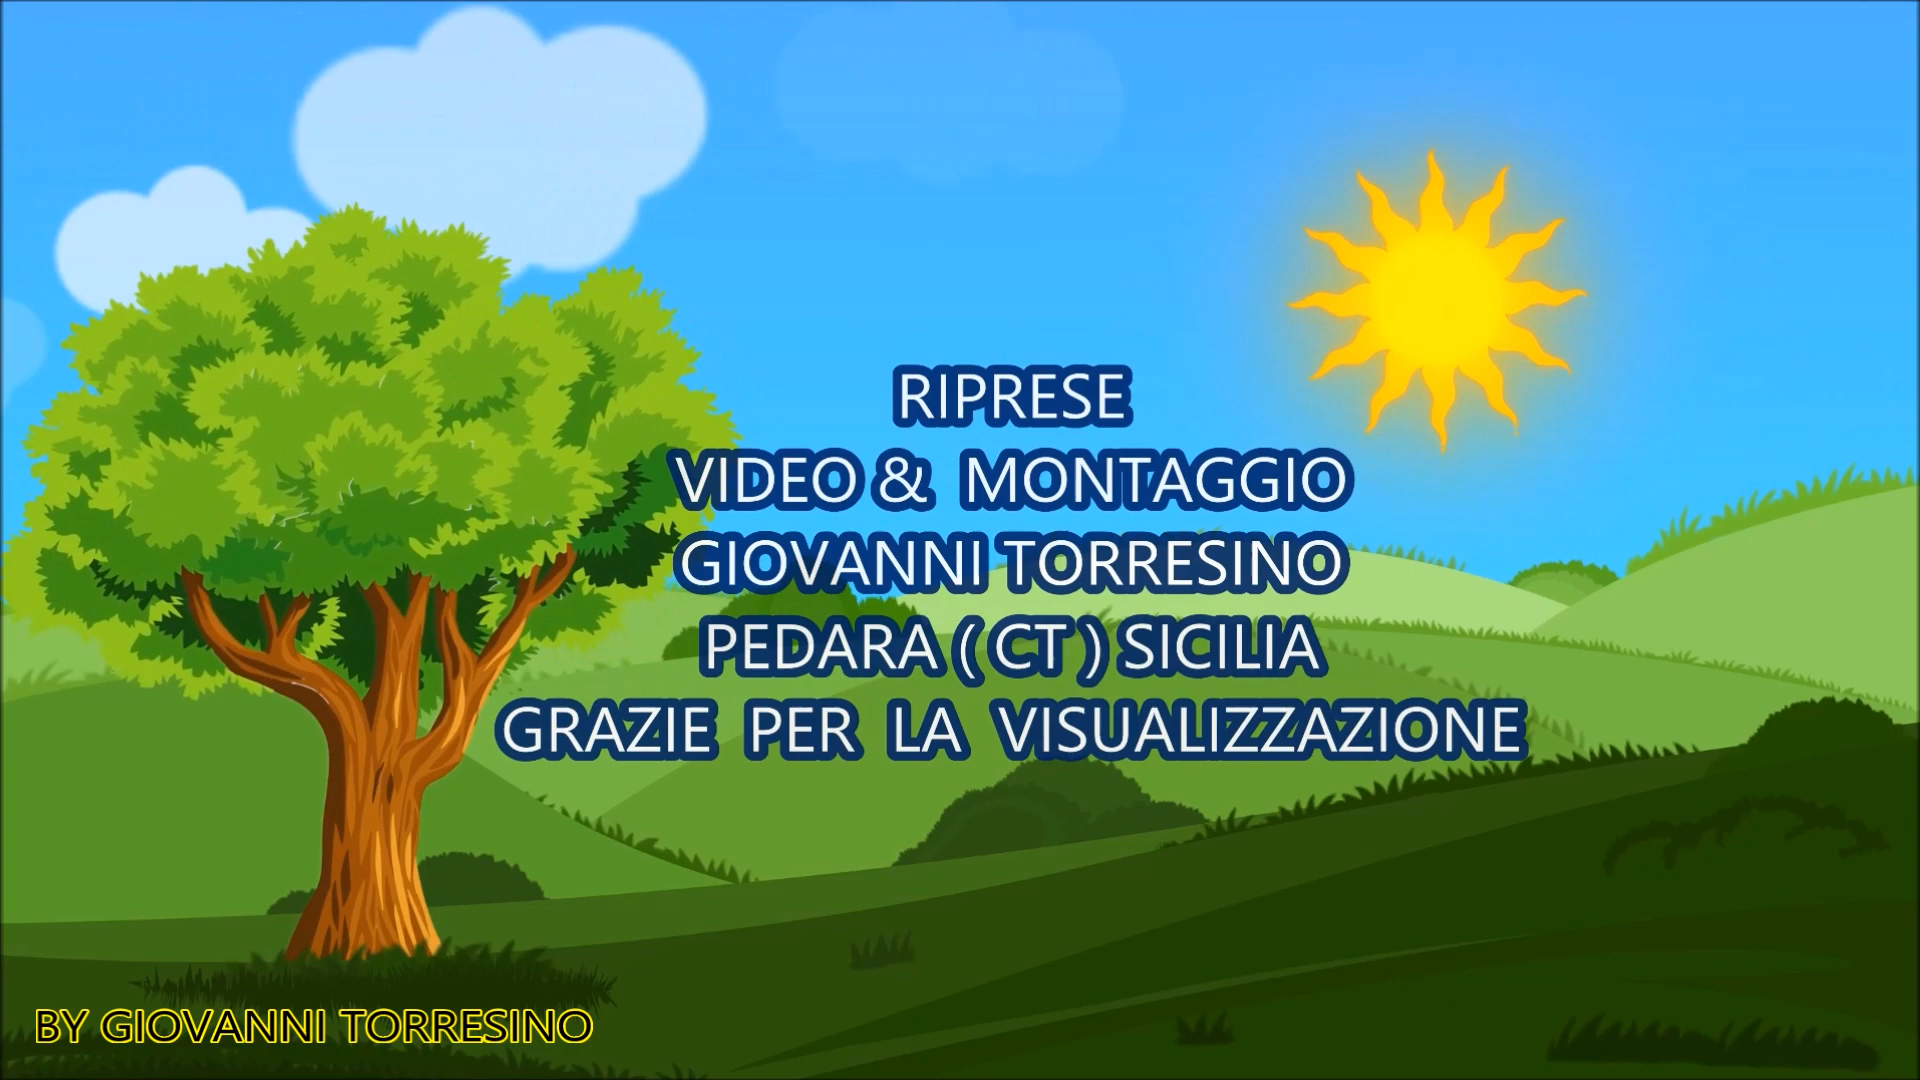 RIPRESE
VIDEO & MONTAGGIO
GIOVANNI TORRESINO
PEDARA ( CT ) SICILIA
GRAZIE PER LA VISUALIZZAZIONE
BY GIOVANNI TORRESINO